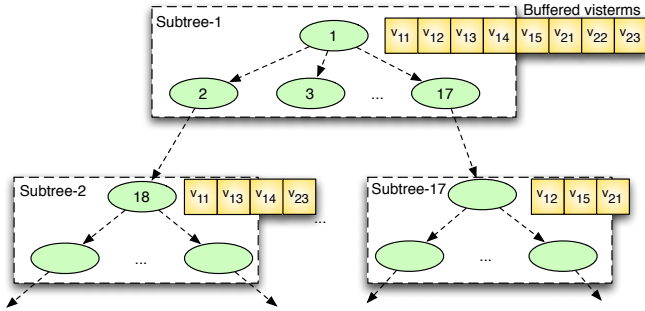 Subtree-1
Buffered visterms
1
v11 v12 v13 v14 v15 v21 v22 v23
2 3 ... 17
Subtree-2
18
v11 v13 v14 v23
...
Subtree-17
v12 v15 v21
...
...